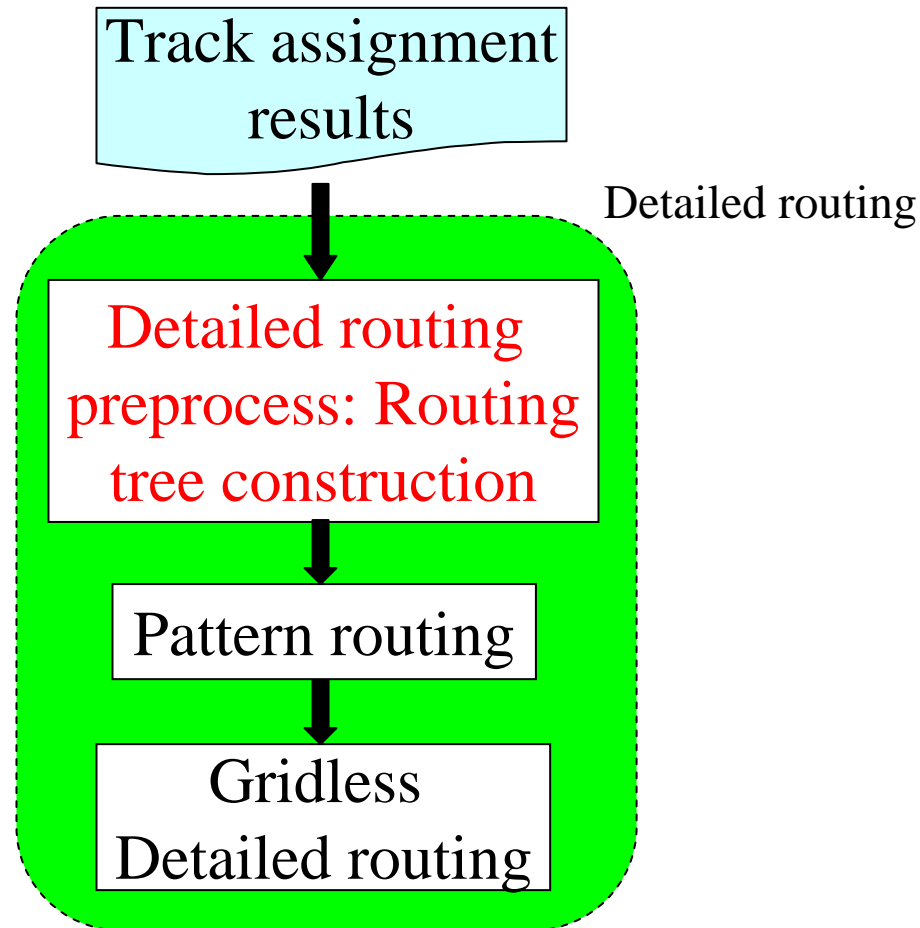 Track assignment
results
Detailed routing
Detailed routing
preprocess: Routing
tree construction
Pattern routing
Gridless
Detailed routing